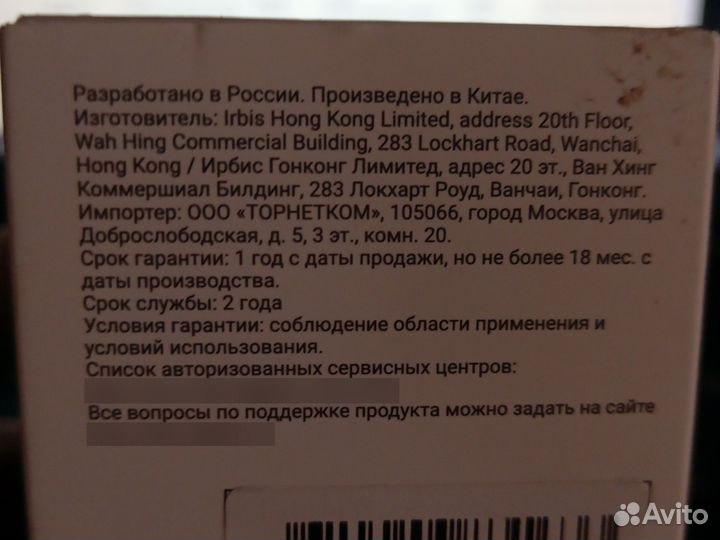 Разработано в России. Произведено в Китае.
Изготовитель: Irbis Hong Kong Limited, address 20th Floor,
Wah Hing Commercial Building, 283 Lockhart Road, Wanchai,
Hong Kong / Ирбис Гонконг Лимитед, адрес 20 эт., Ван Хинг
Коммершиал Билдинг, 283 Локхарт Роуд, Ванчаи, Гонконг.
Импортер: ООО «ТОРНЕТКОМ», 105066, город Москва, улица
Доброслободская, д. 5, 3 эт., комн. 20.
Срок гарантии: 1 год с даты продажи, но не более 18 мес. с
даты производства.
Срок службы: 2 года
Условия гарантии: соблюдение области применения и
условий использования.
Список авторизованных сервисных центров:
Все вопросы по поддержке продукта можно задать на сайте
Avito